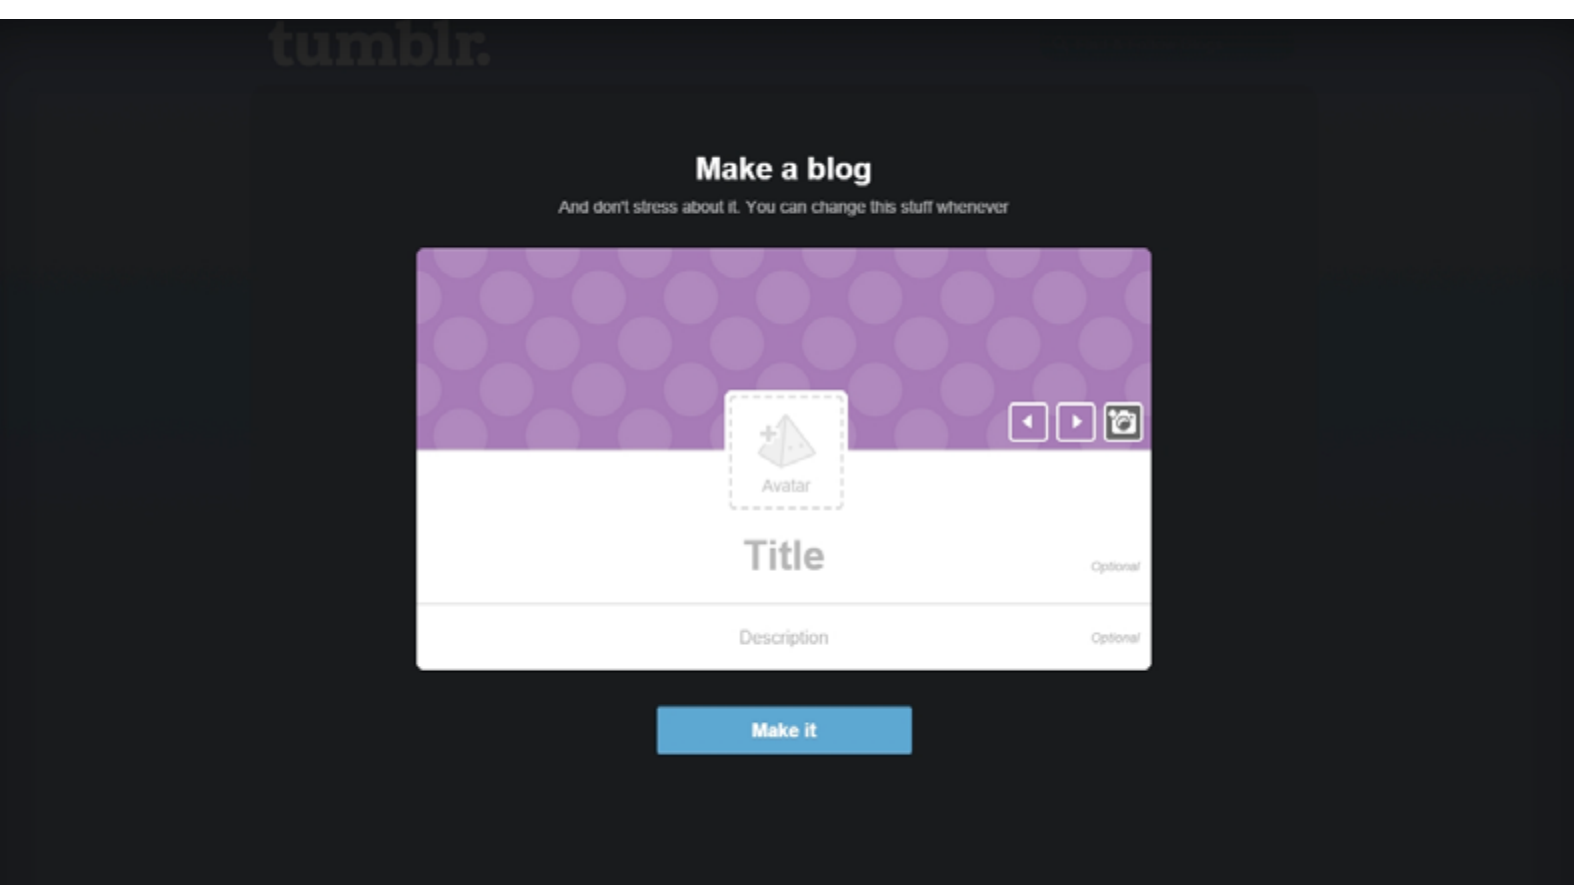 tumblr.
Make a blog
And don't stress about it. You can change this stuff whenever
Avatar
Title
Optional
Description
Optional
Make it